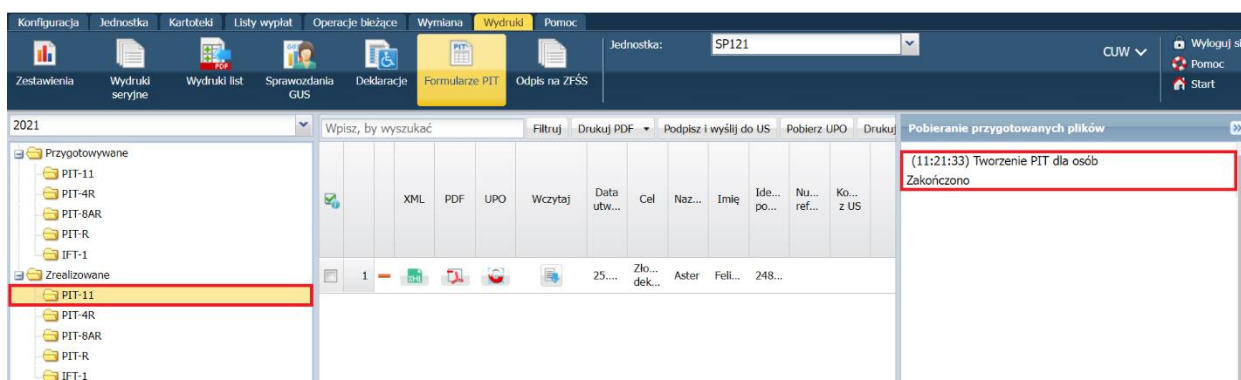 Konfiguracja Jednostka Kartoteki Listy wypłat Operacje bieżące Wymiana Wydruki Pomoc
Jednostka: SP121 CUW Wyloguj si
Pomoc
Start
Zestawienia Wydruki seryjne Wydruki list Sprawozdania GUS Deklaracje Formularze PIT Odpis na ZFŚS
2021
Przygotowywane
PIT-11
PIT-4R
PIT-8AR
PIT-R
IFT-1
Zrealizowane
PIT-11
PIT-4R
PIT-8AR
PIT-R
IFT-1
Wpisz, by wyszukać Filtruj Drukuj PDF Podpisz i wyślij do US Pobierz UPO Drukuj
XML PDF UPO Wczytaj Data utw... Cel Naz... Imię Ide... po... Nu... ref... Ko... z US
1 25.... Zło... dek... Aster Feli... 248...
Pobieranie przygotowanych plików
(11:21:33) Tworzenie PIT dla osób
Zakończono